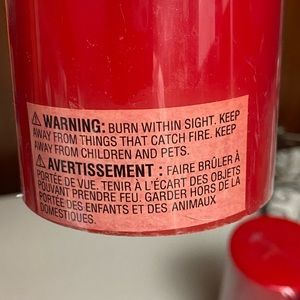 ⚠ WARNING: BURN WITHIN SIGHT. KEEP
AWAY FROM THINGS THAT CATCH FIRE. KEEP
AWAY FROM CHILDREN AND PETS.
⚠ AVERTISSEMENT : FAIRE BRÛLER À
PORTÉE DE VUE. TENIR À L'ÉCART DES OBJETS
POUVANT PRENDRE FEU. GARDER HORS DE LA
PORTÉE DES ENFANTS ET DES ANIMAUX
DOMESTIQUES.